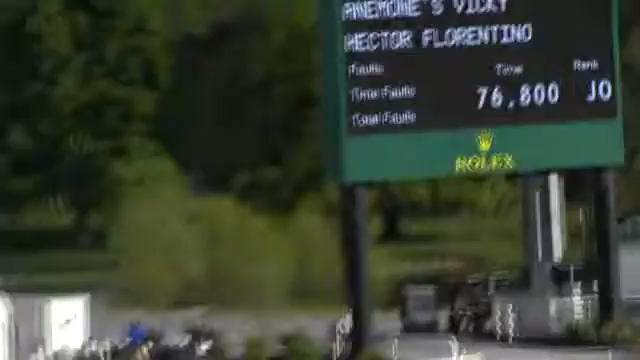 ANEMONE'S VICKY
HECTOR FLORENTINO
Faults Time Rank
Time Faults 76,800 JO
Total Faults
ROLEX